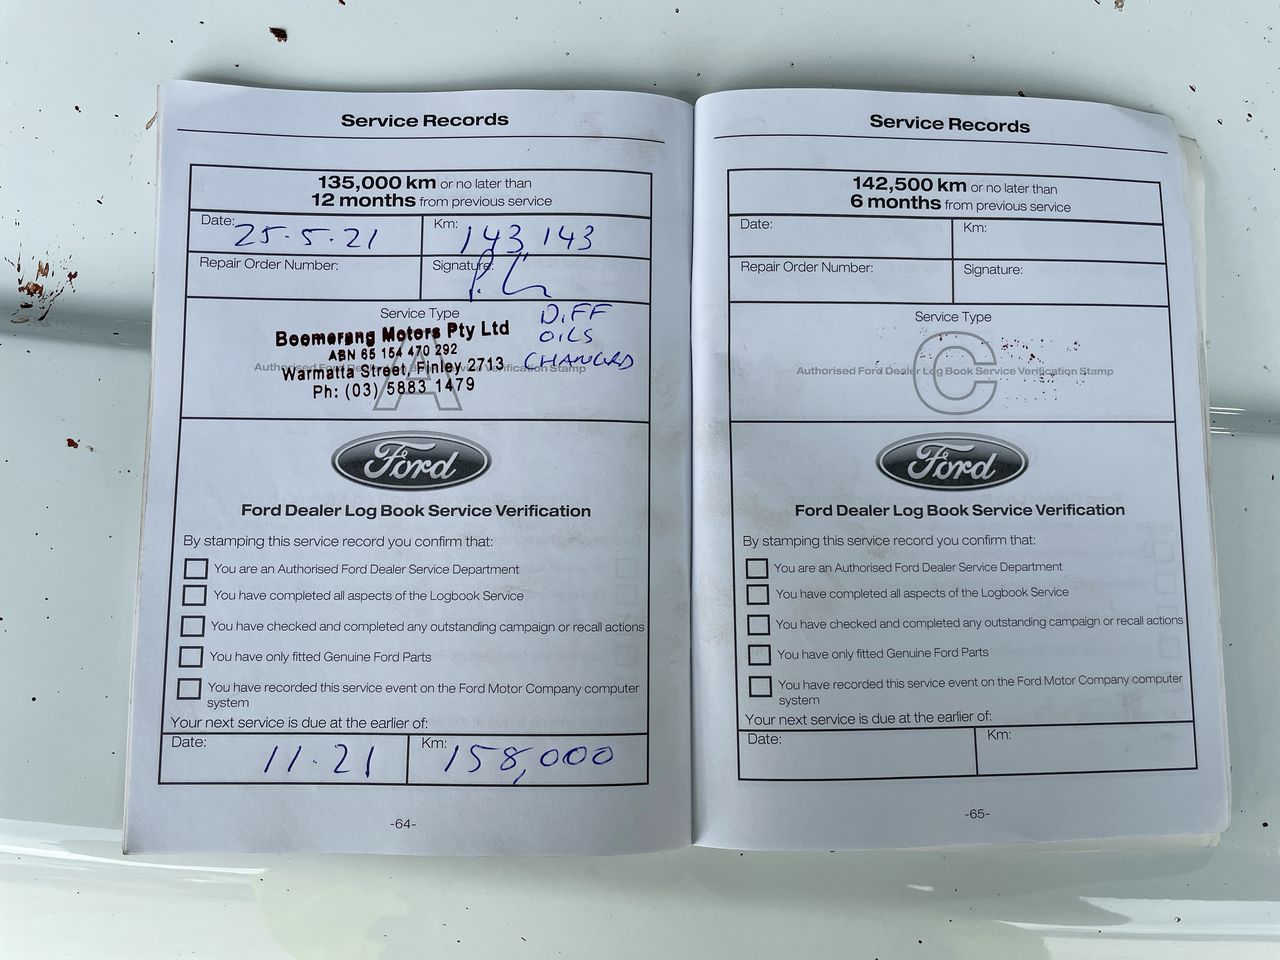 Service Records
135,000 km or no later than
12 months from previous service
Date: 25.5.21
Km: 143,143
Repair Order Number:
Signature:
Service Type
DIFF
OILS
CHANGED
Boomerang Motors Pty Ltd
ABN 65 154 470 292
Warmatta Street, Finley 2713
Ph: (03) 5883 1479
Authorised Ford Dealer Log Book Service Verification Stamp
A
Ford
Ford Dealer Log Book Service Verification
By stamping this service record you confirm that:
You are an Authorised Ford Dealer Service Department
You have completed all aspects of the Logbook Service
You have checked and completed any outstanding campaign or recall actions
You have only fitted Genuine Ford Parts
You have recorded this service event on the Ford Motor Company computer
system
Your next service is due at the earlier of:
Date: 11.21
Km: 158,000
-64-
Service Records
142,500 km or no later than
6 months from previous service
Date:
Km:
Repair Order Number:
Signature:
Service Type
Authorised Ford Dealer Log Book Service Verification Stamp
C
Ford
Ford Dealer Log Book Service Verification
By stamping this service record you confirm that:
You are an Authorised Ford Dealer Service Department
You have completed all aspects of the Logbook Service
You have checked and completed any outstanding campaign or recall actions
You have only fitted Genuine Ford Parts
You have recorded this service event on the Ford Motor Company computer
system
Your next service is due at the earlier of:
Date:
Km:
-65-